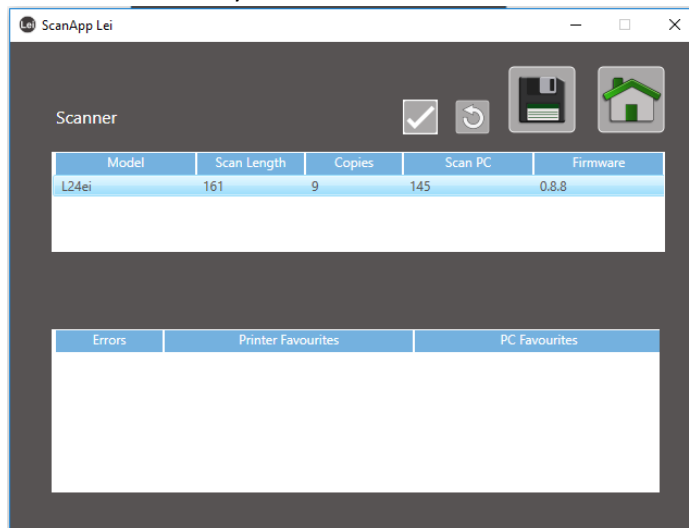 Lei ScanApp Lei
Scanner
Model Scan Length Copies Scan PC Firmware
L24ei 161 9 145 0.8.8
Errors Printer Favourites PC Favourites